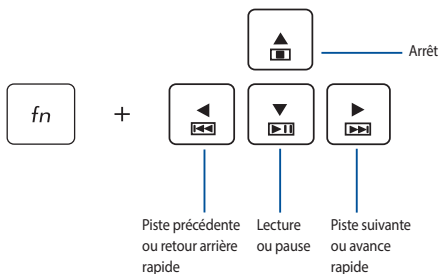 Arrêt
fn +
Piste précédente
ou retour arrière
rapide
Lecture
ou pause
Piste suivante
ou avance
rapide